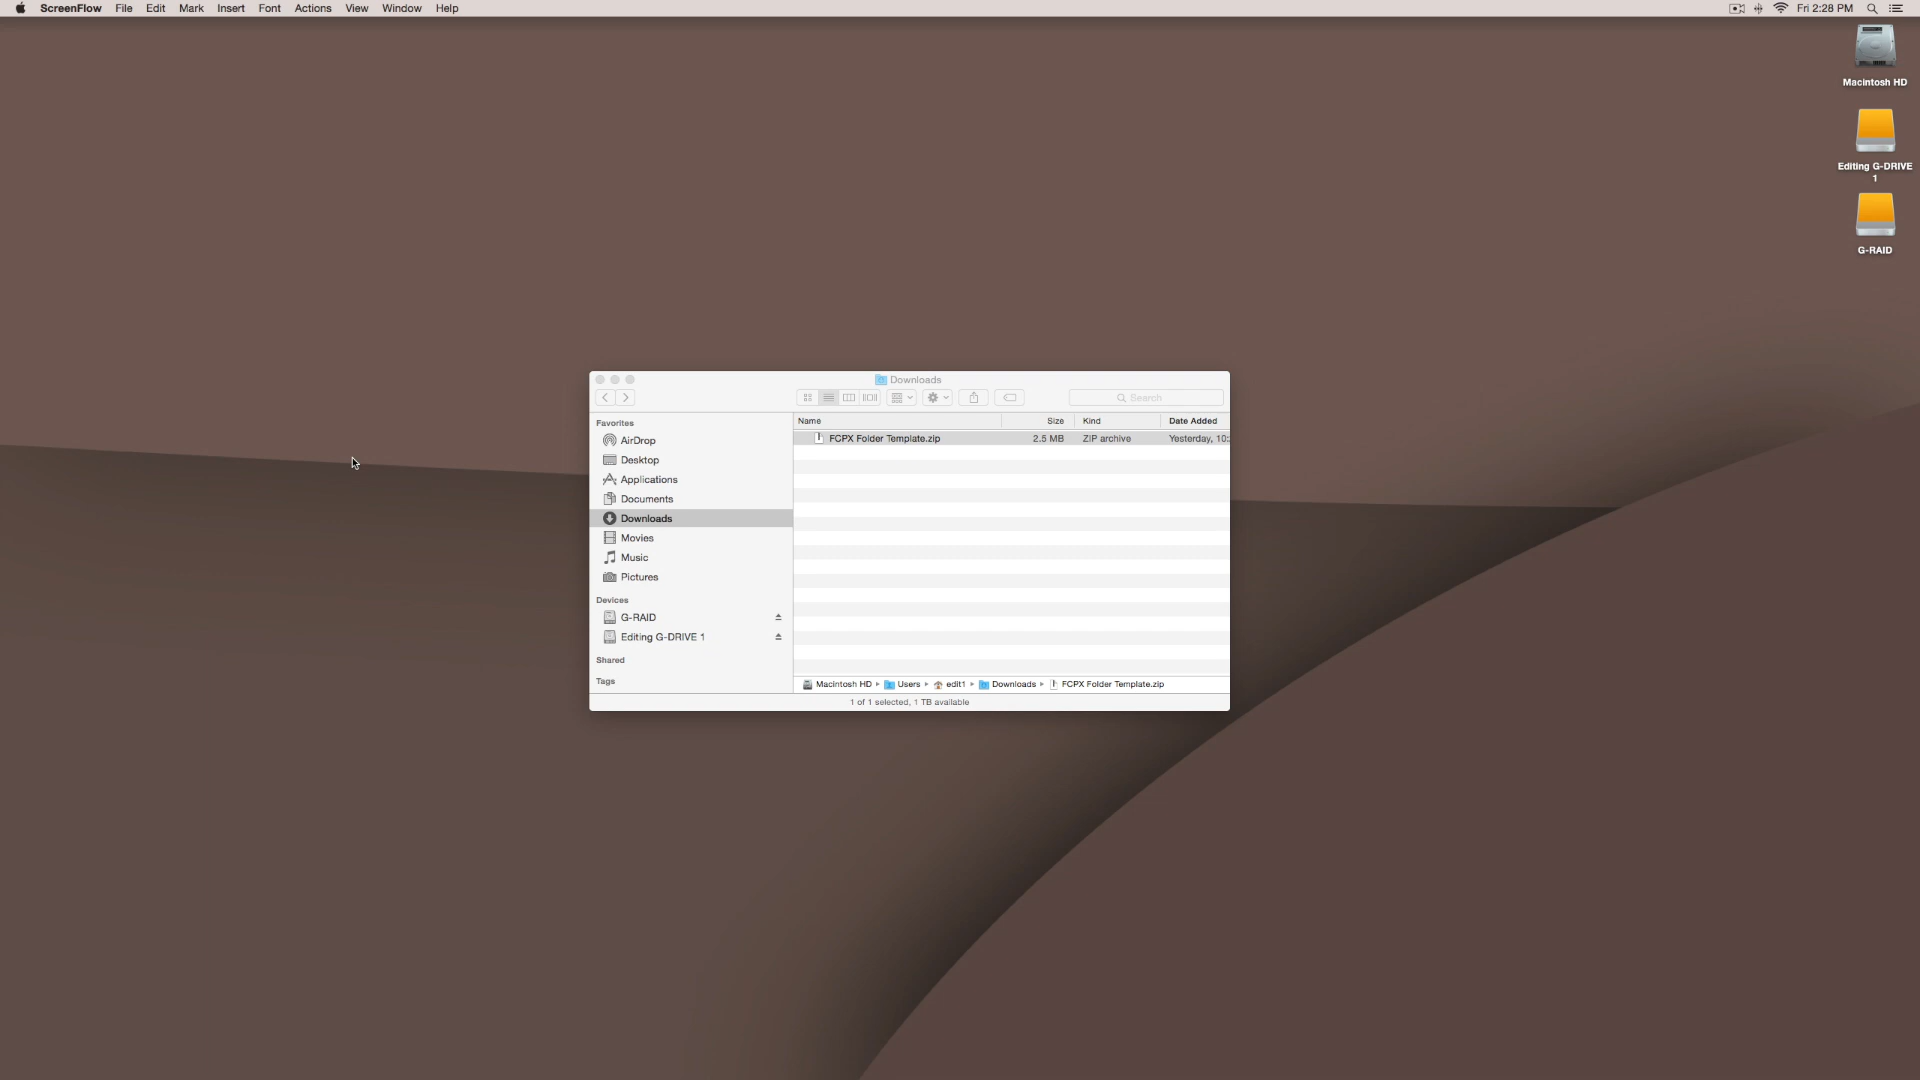 ScreenFlow File Edit Mark Insert Font Actions View Window Help Fri 2:28 PM
Macintosh HD
Editing G-DRIVE
1
G-RAID
Downloads
Search
Favorites
AirDrop
Desktop
Applications
Documents
Downloads
Movies
Music
Pictures
Devices
G-RAID
Editing G-DRIVE 1
Shared
Tags
Name Size Kind Date Added
FCPX Folder Template.zip 2.5 MB ZIP archive Yesterday, 10:
Macintosh HD Users edit1 Downloads FCPX Folder Template.zip
1 of 1 selected, 1 TB available